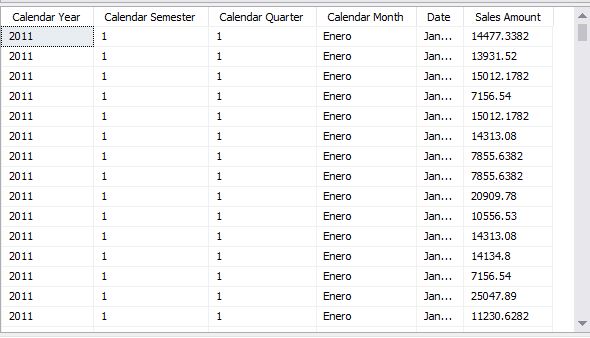 Calendar Year Calendar Semester Calendar Quarter Calendar Month Date Sales Amount
2011 1 1 Enero Jan... 14477.3382
2011 1 1 Enero Jan... 13931.52
2011 1 1 Enero Jan... 15012.1782
2011 1 1 Enero Jan... 7156.54
2011 1 1 Enero Jan... 15012.1782
2011 1 1 Enero Jan... 14313.08
2011 1 1 Enero Jan... 7855.6382
2011 1 1 Enero Jan... 7855.6382
2011 1 1 Enero Jan... 20909.78
2011 1 1 Enero Jan... 10556.53
2011 1 1 Enero Jan... 14313.08
2011 1 1 Enero Jan... 14134.8
2011 1 1 Enero Jan... 7156.54
2011 1 1 Enero Jan... 25047.89
2011 1 1 Enero Jan... 11230.6282